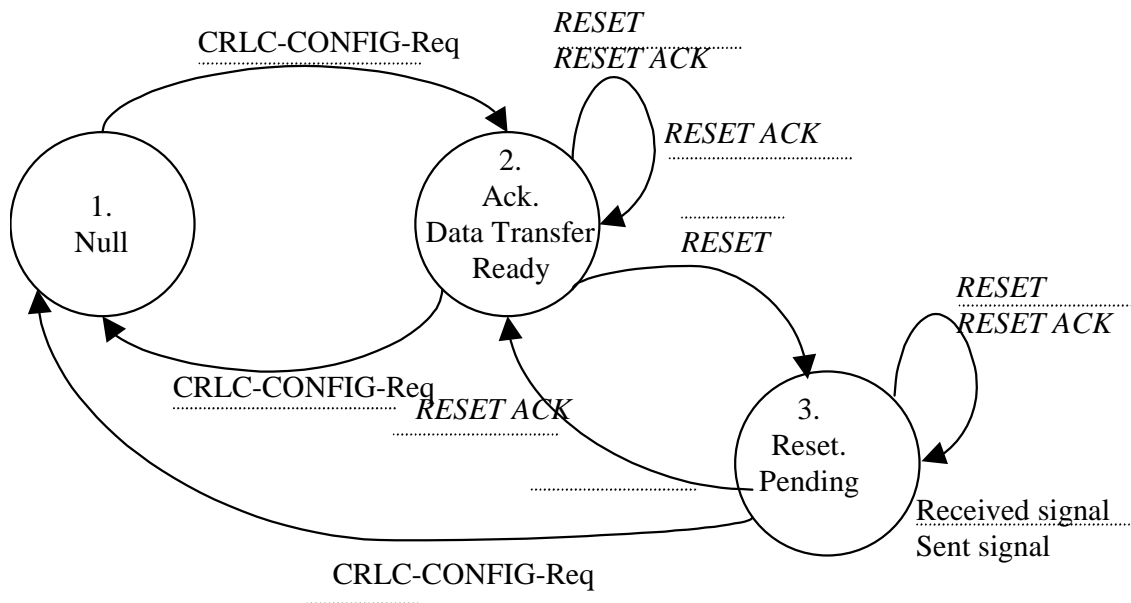 RESET
CRLC-CONFIG-Req
RESET ACK
RESET ACK
1.
Null
2.
Ack.
Data Transfer
Ready
RESET
RESET
RESET ACK
CRLC-CONFIG-Req
RESET ACK
3.
Reset.
Pending
Received signal
Sent signal
CRLC-CONFIG-Req